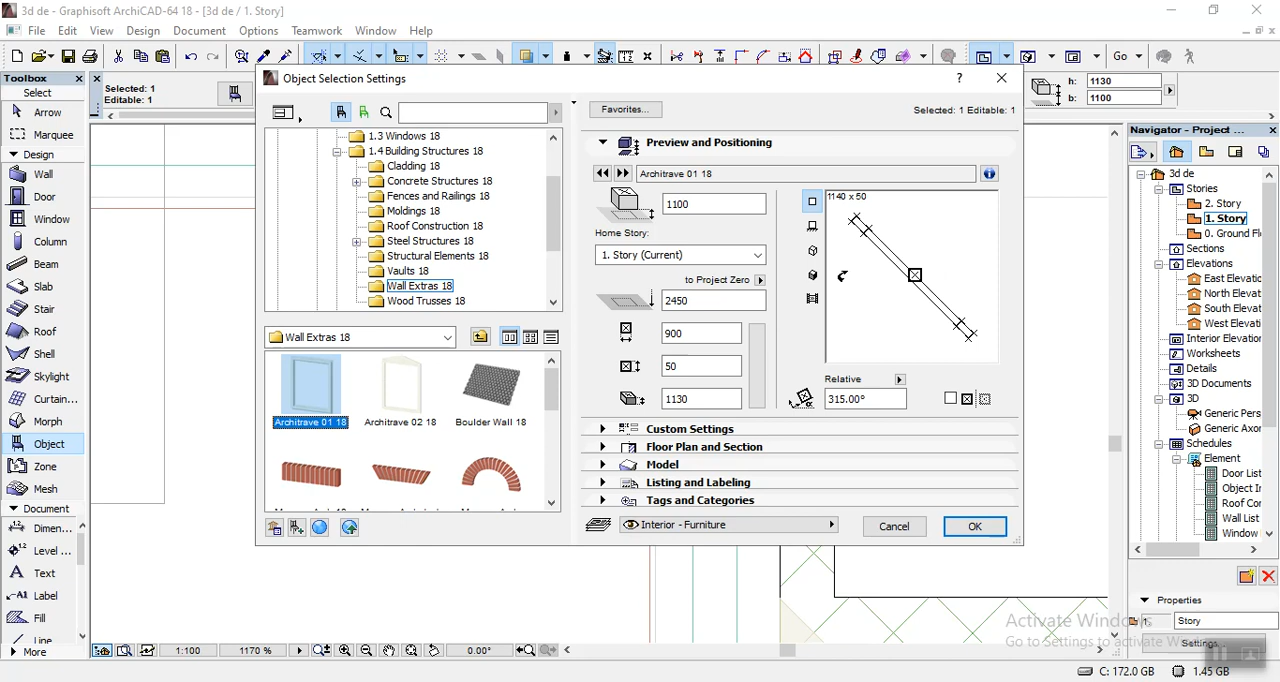 3d de - Graphisoft ArchiCAD-64 18 - [3d de / 1. Story]
File Edit View Design Document Options Teamwork Window Help
Go
Toolbox
Select
Arrow
Marquee
Design
Wall
Door
Window
Column
Beam
Slab
Stair
Roof
Shell
Skylight
Curtain...
Morph
Object
Zone
Mesh
Document
Dimen...
Level ...
A Text
A1 Label
Fill
Line
More
Selected: 1
Editable: 1
Object Selection Settings
?
1.3 Windows 18
1.4 Building Structures 18
Cladding 18
Concrete Structures 18
Fences and Railings 18
Moldings 18
Roof Construction 18
Steel Structures 18
Structural Elements 18
Vaults 18
Wall Extras 18
Wood Trusses 18
Wall Extras 18
Architrave 01 18
Architrave 02 18
Boulder Wall 18
Favorites...
Selected: 1 Editable: 1
Preview and Positioning
Architrave 01 18
1100
Home Story:
1. Story (Current)
to Project Zero
2450
900
50
1130
1140 x 50
Relative
315.00°
Custom Settings
Floor Plan and Section
Model
Listing and Labeling
Tags and Categories
Interior - Furniture
Cancel
OK
h: 1130
b: 1100
Navigator - Project ...
3d de
Stories
2. Story
1. Story
0. Ground Fl
Sections
Elevations
East Elevatic
North Elevat
South Elevat
West Elevati
Interior Elevation
Worksheets
Details
3D Documents
3D
Generic Pers
Generic Axor
Schedules
Element
Door List
Object Ir
Roof Cor
Wall List
Window
Properties
1. Story
Settings...
1:100
1170 %
0.00°
Activate Windows
Go to Settings to activate Windows.
C: 172.0 GB
1.45 GB